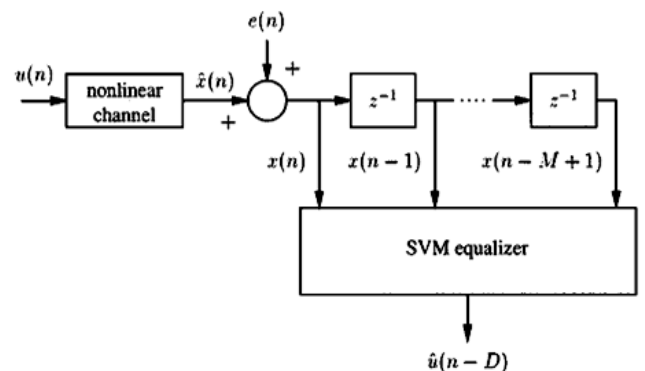 e(n)
u(n)
x̂(n)
+
nonlinear
channel
+
z⁻¹
....
z⁻¹
x(n)
x(n − 1)
x(n − M + 1)
SVM equalizer
û(n − D)